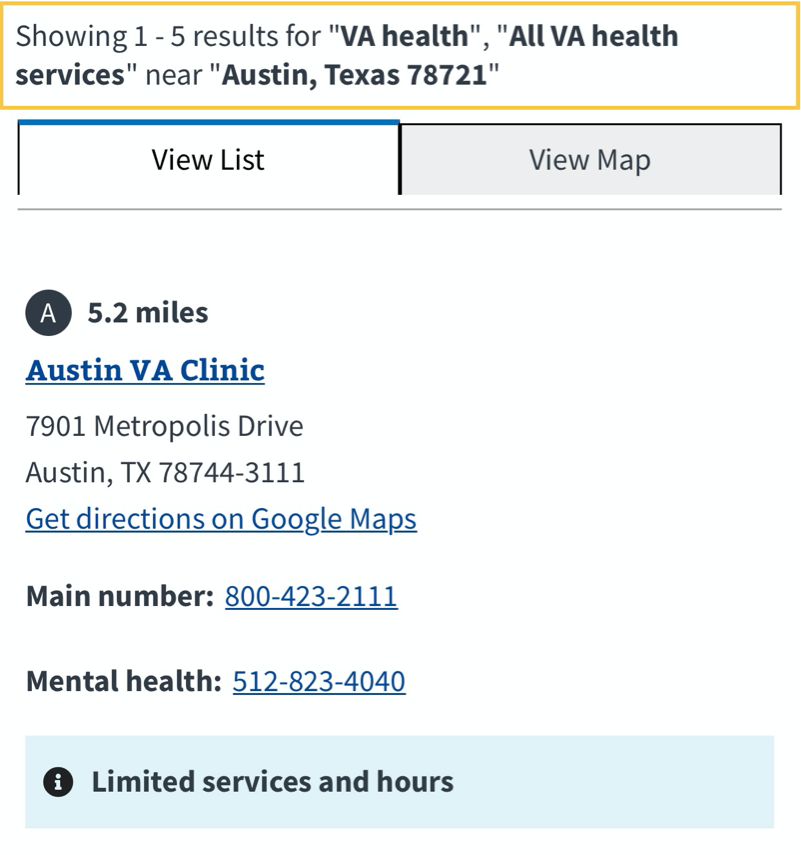 Showing 1 - 5 results for "VA health", "All VA health
services" near "Austin, Texas 78721"
View List
View Map
A 5.2 miles
Austin VA Clinic
7901 Metropolis Drive
Austin, TX 78744-3111
Get directions on Google Maps
Main number: 800-423-2111
Mental health: 512-823-4040
Limited services and hours